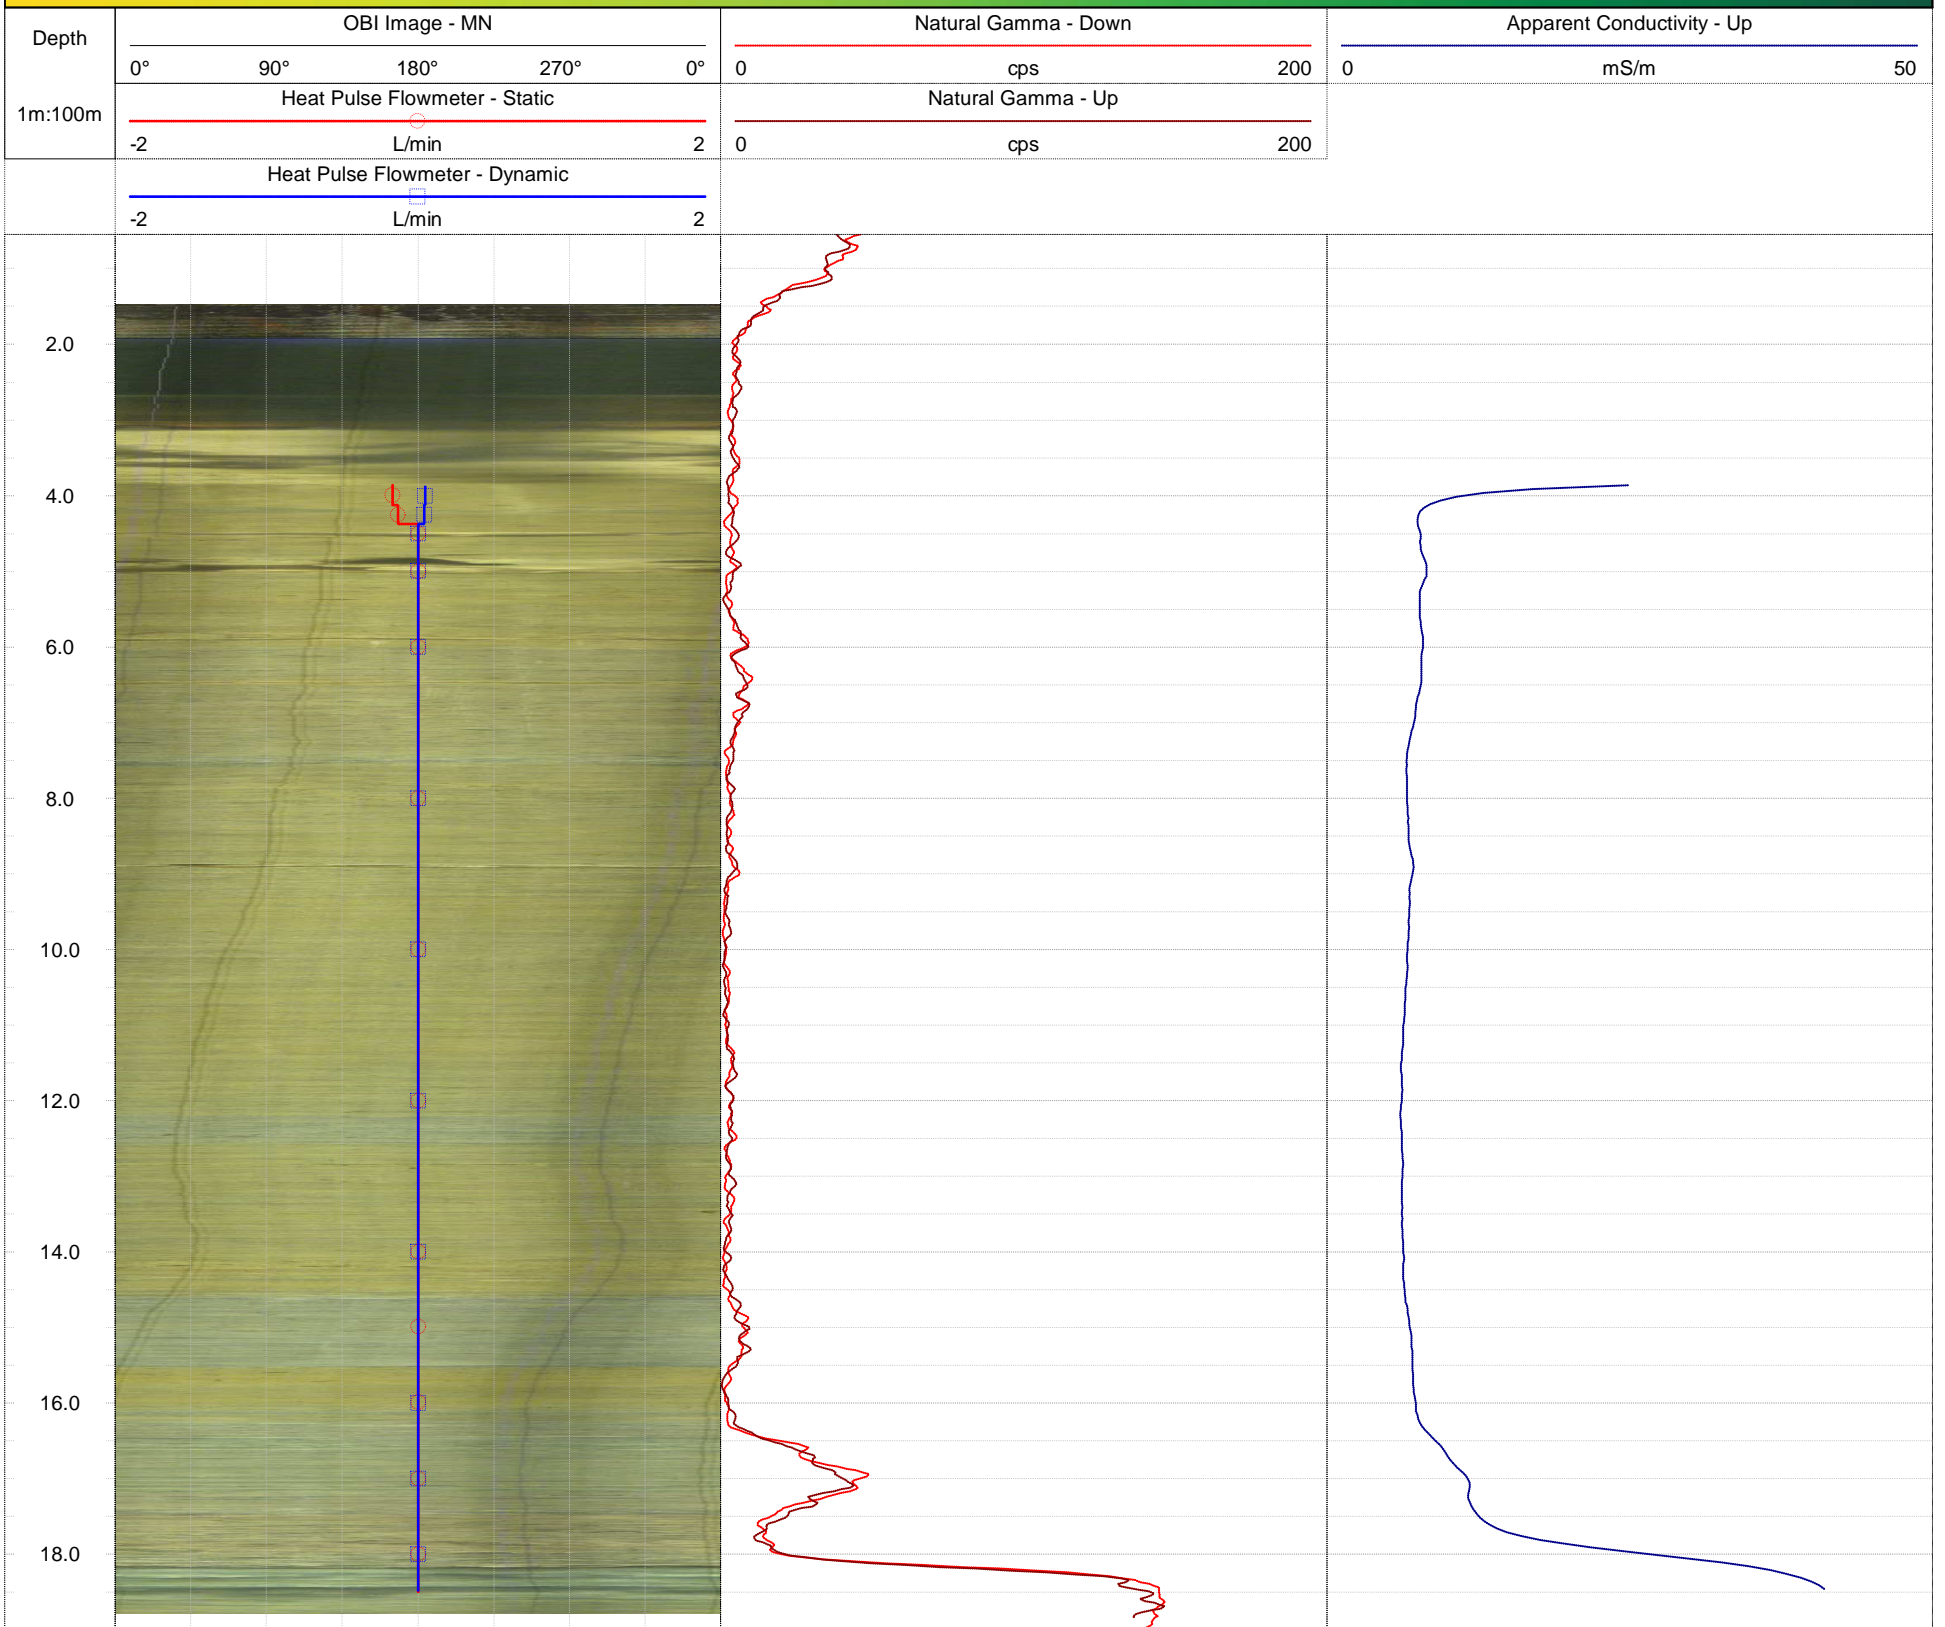 Depth
1m:100m
OBI Image - MN
0° 90° 180° 270° 0°
Heat Pulse Flowmeter - Static
-2 L/min 2
Heat Pulse Flowmeter - Dynamic
-2 L/min 2
Natural Gamma - Down
0 cps 200
Natural Gamma - Up
0 cps 200
Apparent Conductivity - Up
0 mS/m 50
2.0
4.0
6.0
8.0
10.0
12.0
14.0
16.0
18.0